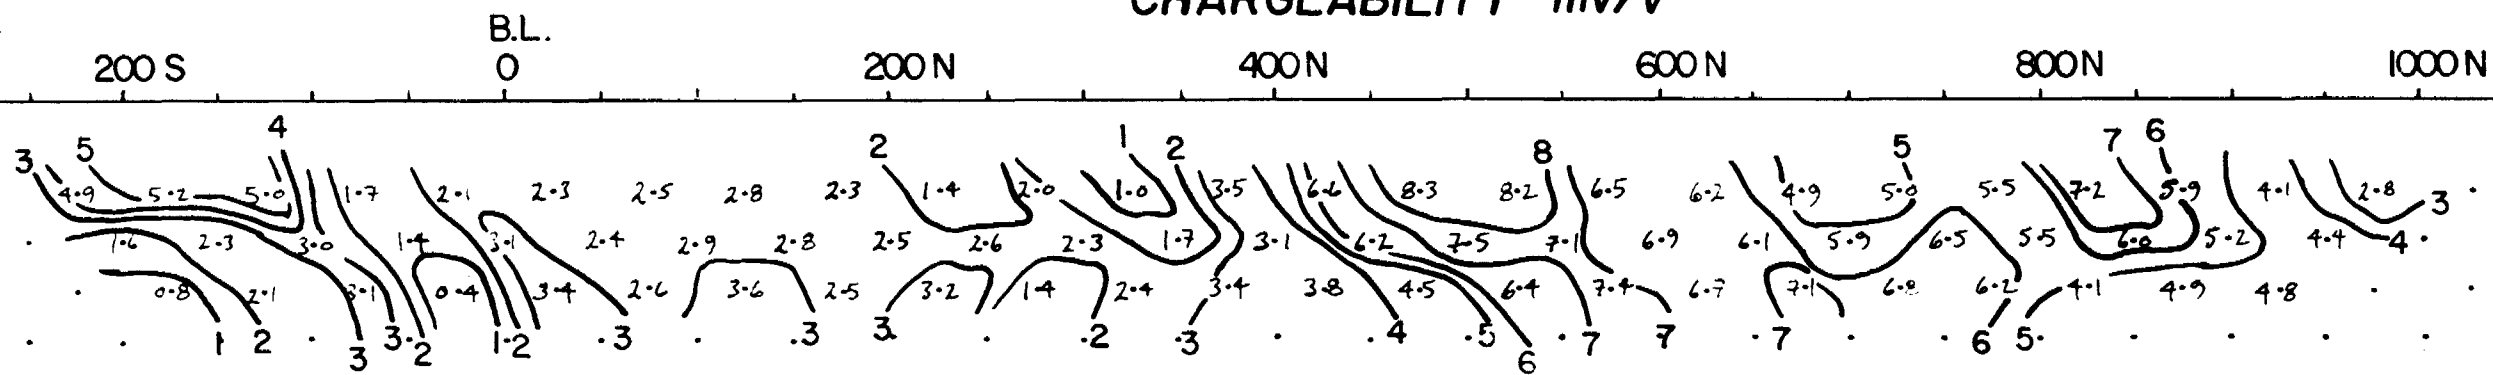 CHARGEABILITY
B.L.
200 S 0 200 N 400 N 600 N 800 N 1000 N
3 5 4 2 1 2 8 5 7 6
4.9 5.2 5.0 1.7 2.1 2.3 2.5 2.8 2.3 1.4 2.0 1.0 3.5 6.6 8.3 8.2 6.5 6.2 4.9 5.0 5.5 7.2 5.9 4.1 2.8 3
1.6 2.3 3.0 1.4 3.1 2.4 2.9 2.8 2.5 2.6 2.3 1.7 3.1 6.2 7.5 7.1 6.9 6.1 5.9 6.5 5.5 6.0 5.2 4.4 4
0.8 2.1 3.1 0.4 3.4 2.6 3.6 2.5 3.2 1.4 2.4 3.4 3.8 4.5 6.4 7.4 6.7 7.1 6.8 6.2 4.1 4.9 4.8
1 2 3 3 2 1 2 3 3 3 2 3 4 5 6 7 7 7 6 5